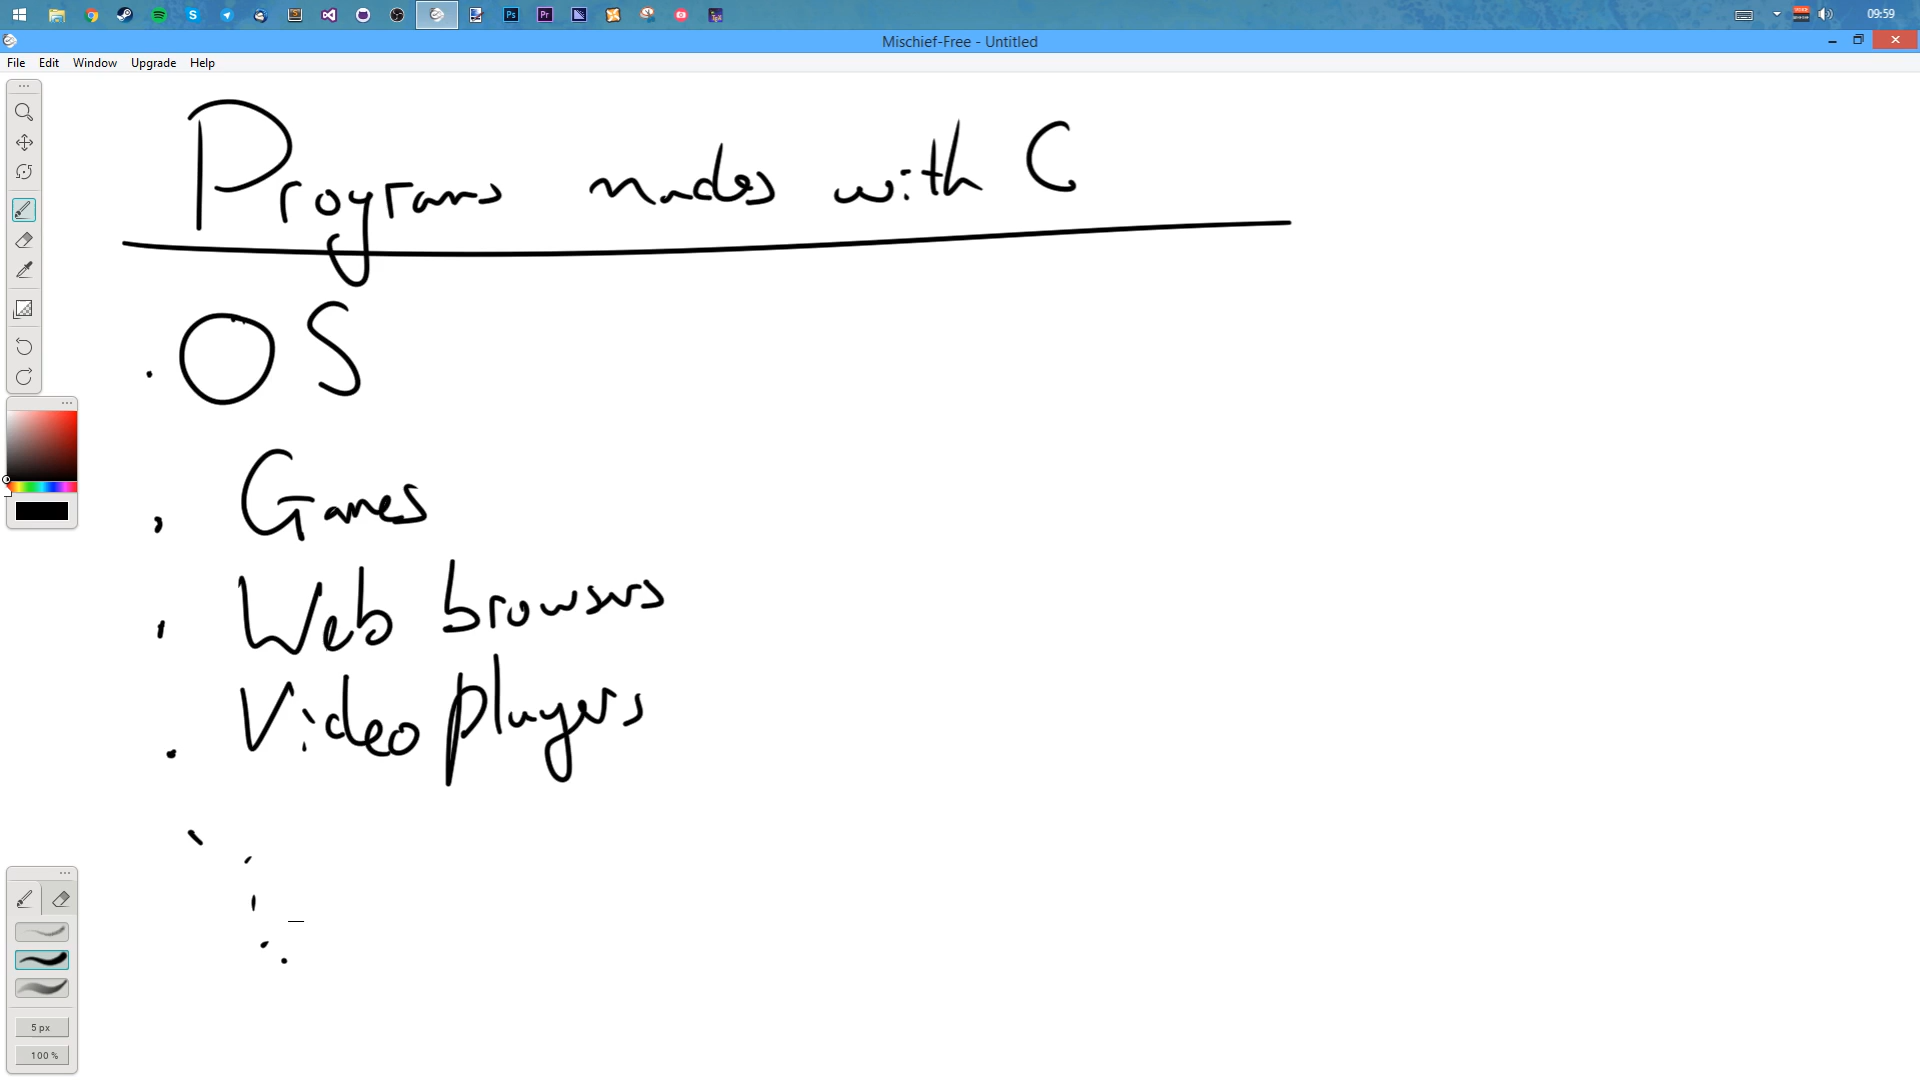 09:59
Mischief-Free - Untitled
File Edit Window Upgrade Help
Programs mades with C
. OS
. Games
. Web browsers
. Video players
5 px
100 %